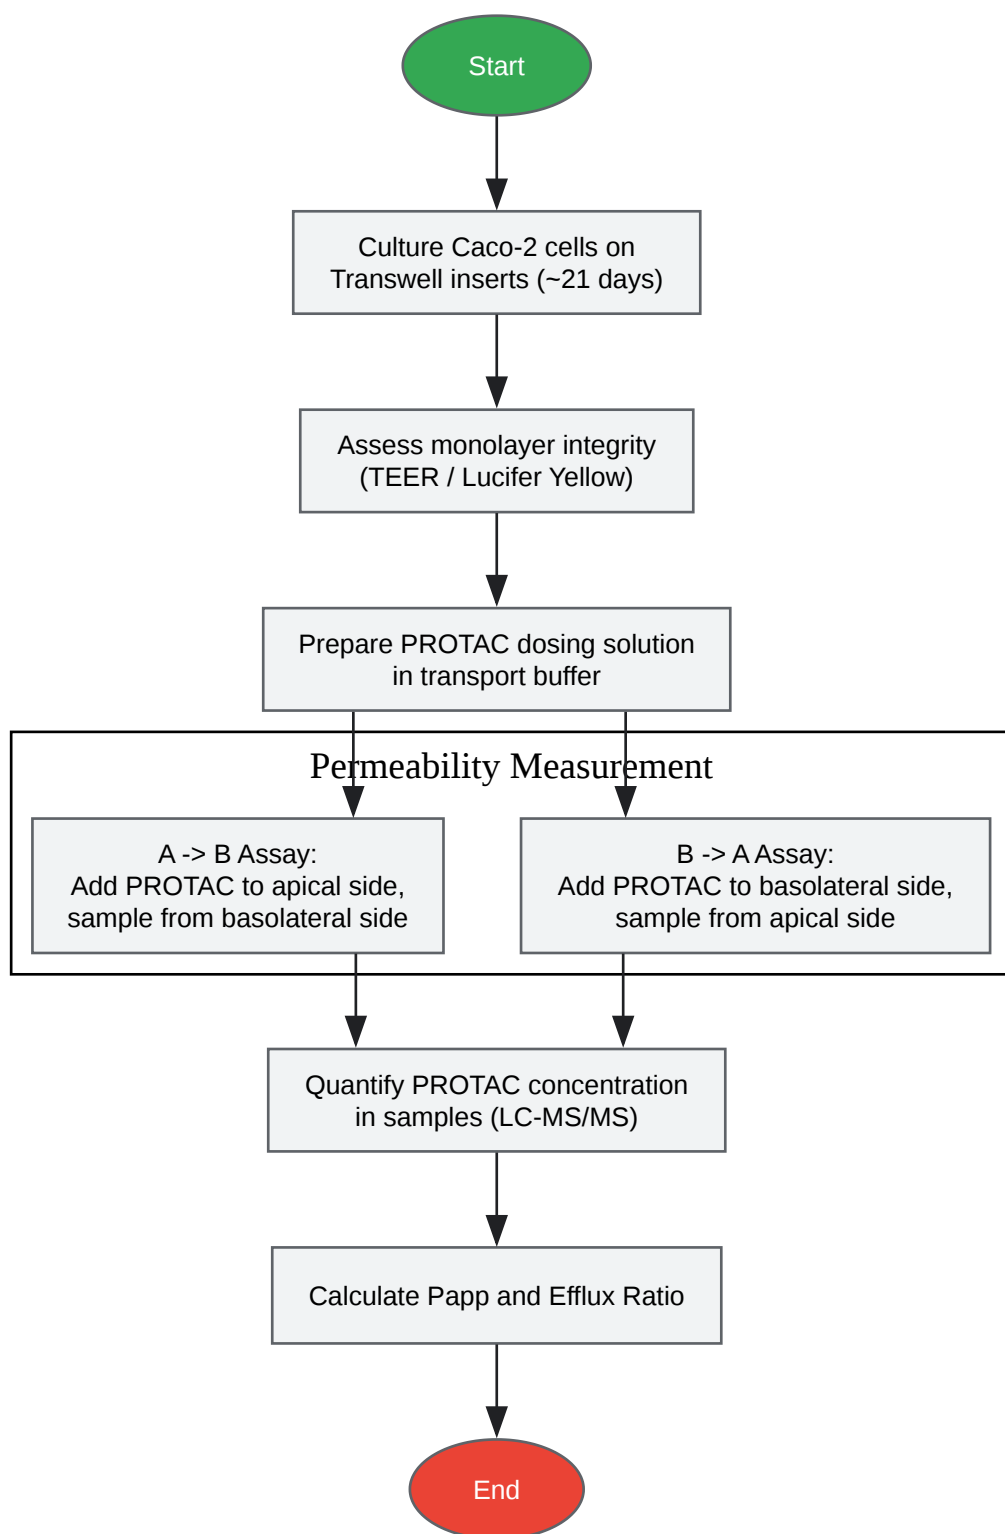 Start
Culture Caco-2 cells on
Transwell inserts (~21 days)
Assess monolayer integrity
(TEER / Lucifer Yellow)
Prepare PROTAC dosing solution
in transport buffer
Permeability Measurement
A -> B Assay:
Add PROTAC to apical side,
sample from basolateral side
B -> A Assay:
Add PROTAC to basolateral side,
sample from apical side
Quantify PROTAC concentration
in samples (LC-MS/MS)
Calculate Papp and Efflux Ratio
End